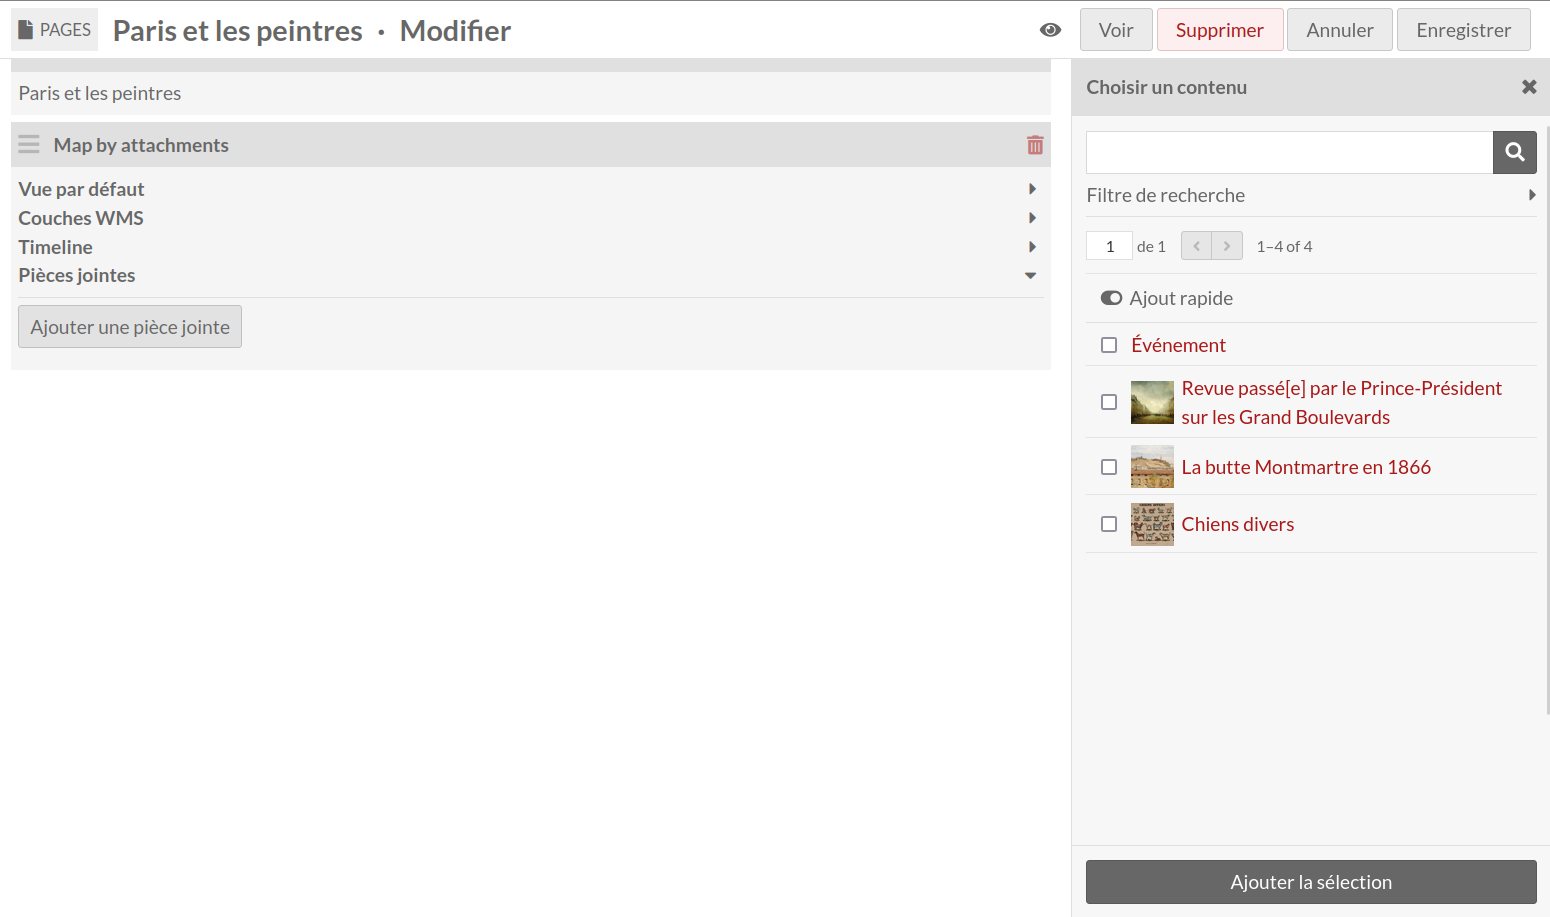 PAGES
Paris et les peintres · Modifier
Voir
Supprimer
Annuler
Enregistrer
Paris et les peintres
Map by attachments
Vue par défaut
Couches WMS
Timeline
Pièces jointes
Ajouter une pièce jointe
Choisir un contenu
Filtre de recherche
1 de 1
1–4 of 4
Ajout rapide
Événement
Revue passé[e] par le Prince-Président
sur les Grand Boulevards
La butte Montmartre en 1866
Chiens divers
Ajouter la sélection